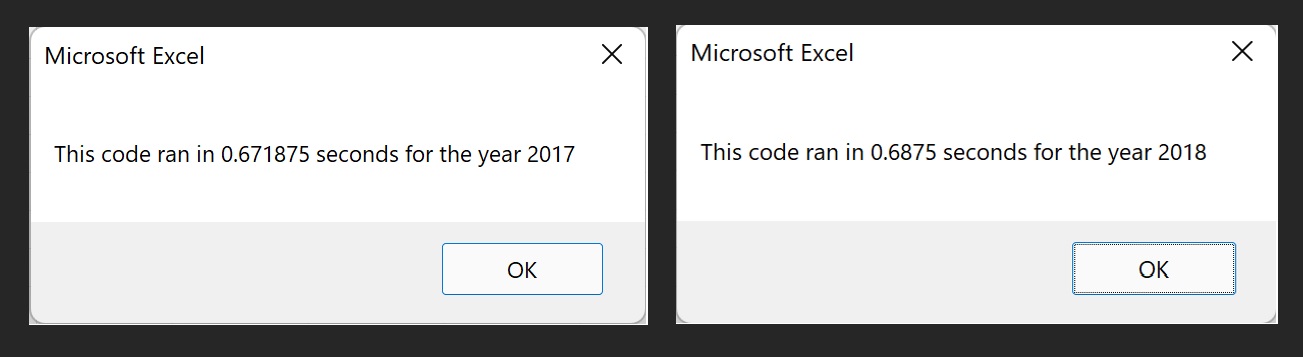 Microsoft Excel
This code ran in 0.671875 seconds for the year 2017
OK
Microsoft Excel
This code ran in 0.6875 seconds for the year 2018
OK